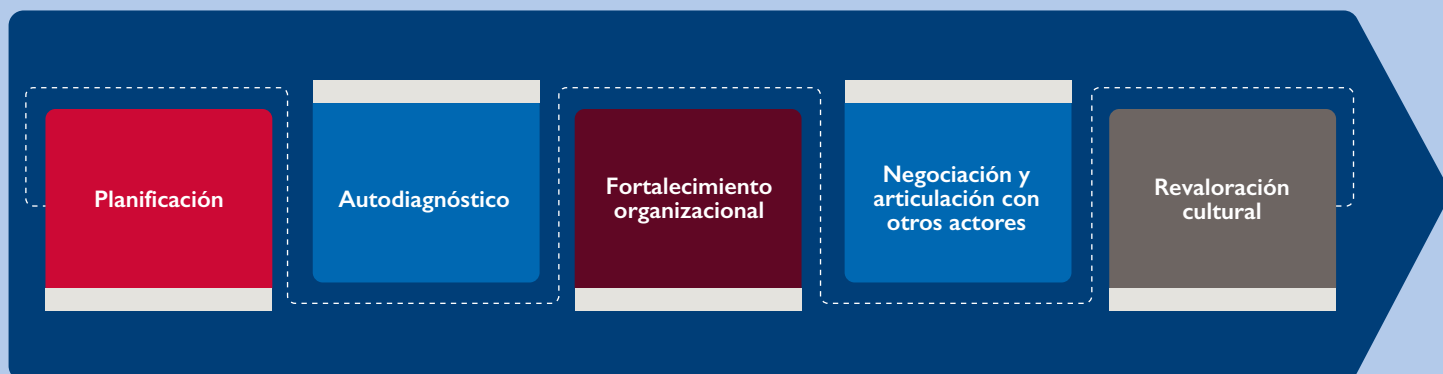 Planificación
Autodiagnóstico
Fortalecimiento
organizacional
Negociación y
articulación con
otros actores
Revaloración
cultural